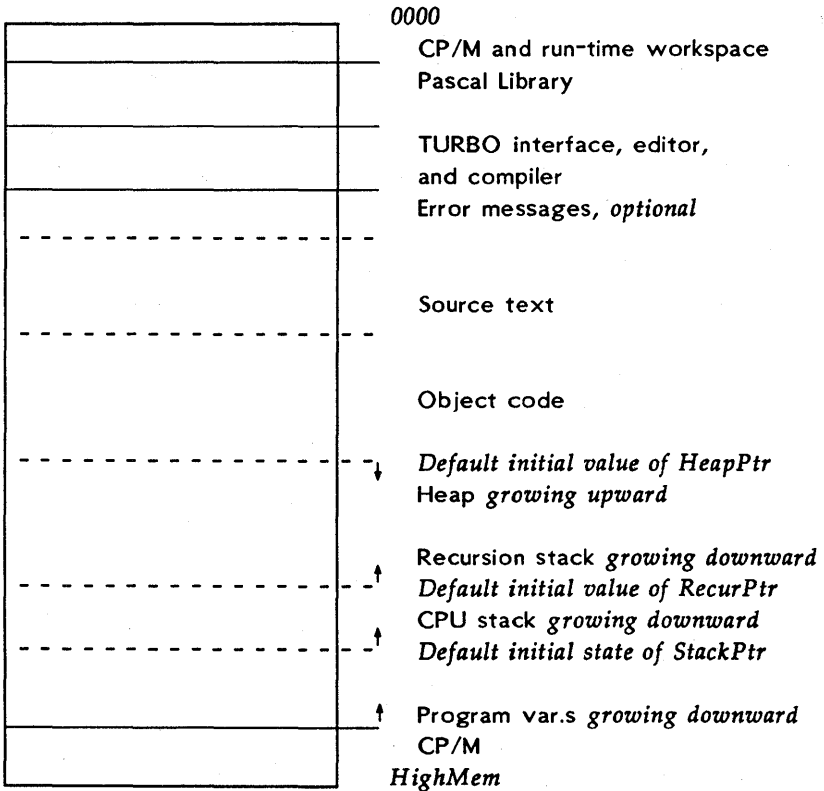 0000
CP/M and run-time workspace
Pascal Library
TURBO interface, editor,
and compiler
Error messages, optional
Source text
Object code
Default initial value of HeapPtr
Heap growing upward
Recursion stack growing downward
Default initial value of RecurPtr
CPU stack growing downward
Default initial state of StackPtr
Program var.s growing downward
CP/M
HighMem